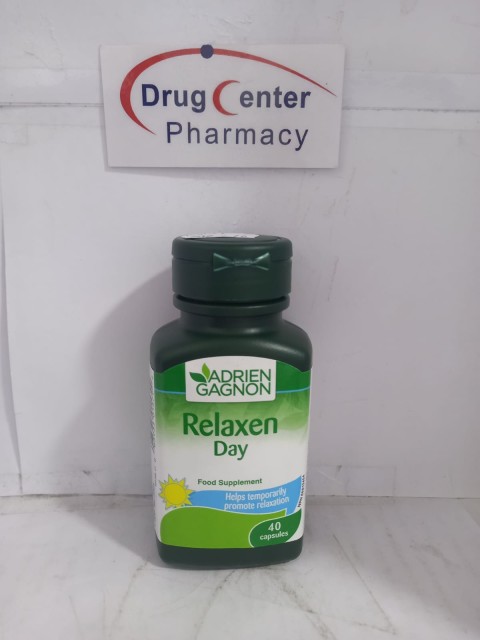 Drug Center
Pharmacy
ADRIEN
GAGNON
Relaxen
Day
Food Supplement
Helps temporarily
promote relaxation
40
capsules